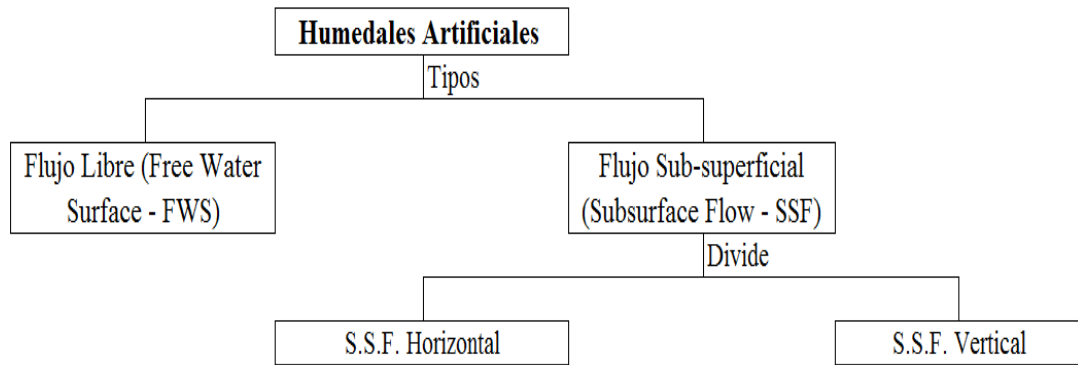 Humedales Artificiales
Tipos
Flujo Libre (Free Water
Surface - FWS)
Flujo Sub-superficial
(Subsurface Flow - SSF)
Divide
S.S.F. Horizontal
S.S.F. Vertical